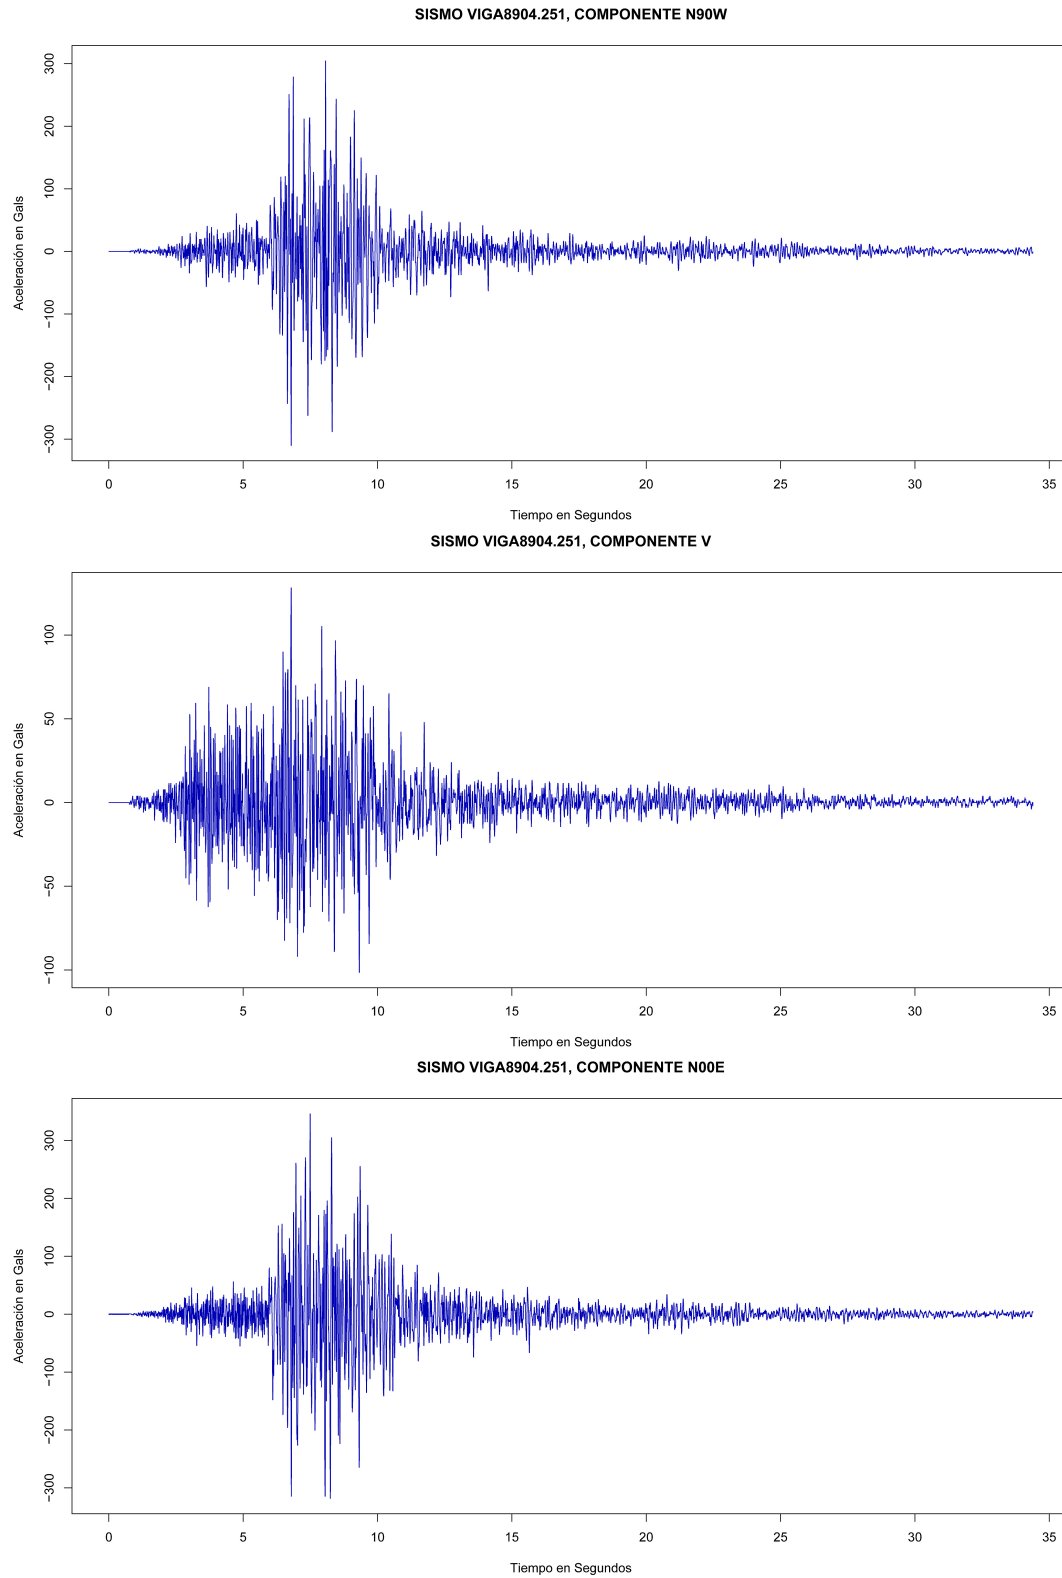 SISMO VIGA8904.251, COMPONENTE N90W
Aceleración en Gals
300
200
100
0
−100
−200
−300
0 5 10 15 20 25 30 35
Tiempo en Segundos
SISMO VIGA8904.251, COMPONENTE V
Aceleración en Gals
100
50
0
−50
−100
0 5 10 15 20 25 30 35
Tiempo en Segundos
SISMO VIGA8904.251, COMPONENTE N00E
Aceleración en Gals
300
200
100
0
−100
−200
−300
0 5 10 15 20 25 30 35
Tiempo en Segundos